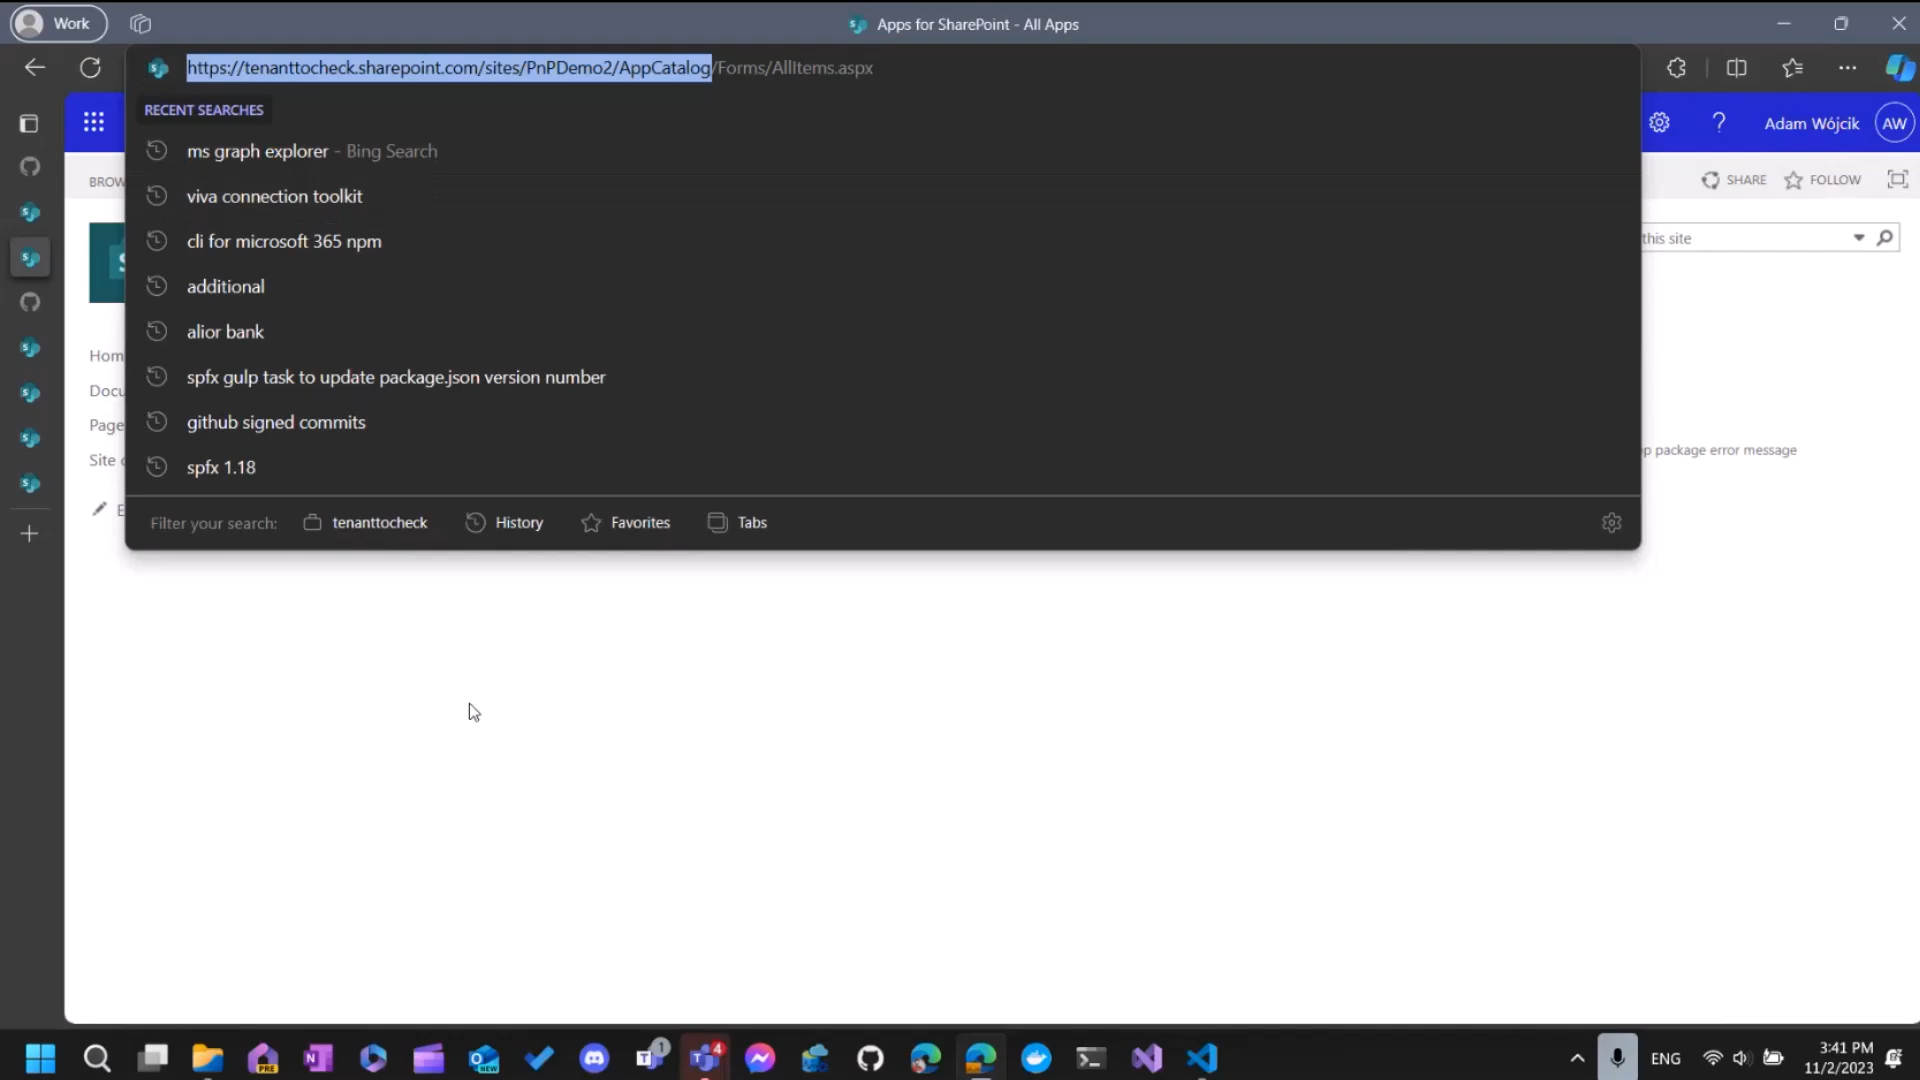 Work
Apps for SharePoint - All Apps
https://tenanttocheck.sharepoint.com/sites/PnPDemo2/AppCatalog/Forms/AllItems.aspx
RECENT SEARCHES
ms graph explorer - Bing Search
viva connection toolkit
cli for microsoft 365 npm
additional
alior bank
spfx gulp task to update package.json version number
github signed commits
spfx 1.18
Filter your search: tenanttocheck History Favorites Tabs
Adam Wójcik AW
BROW
SHARE FOLLOW
this site
Hom
Docu
Page
Site c
E
p package error message
ENG
3:41 PM
11/2/2023
PRE
NEW
1
4